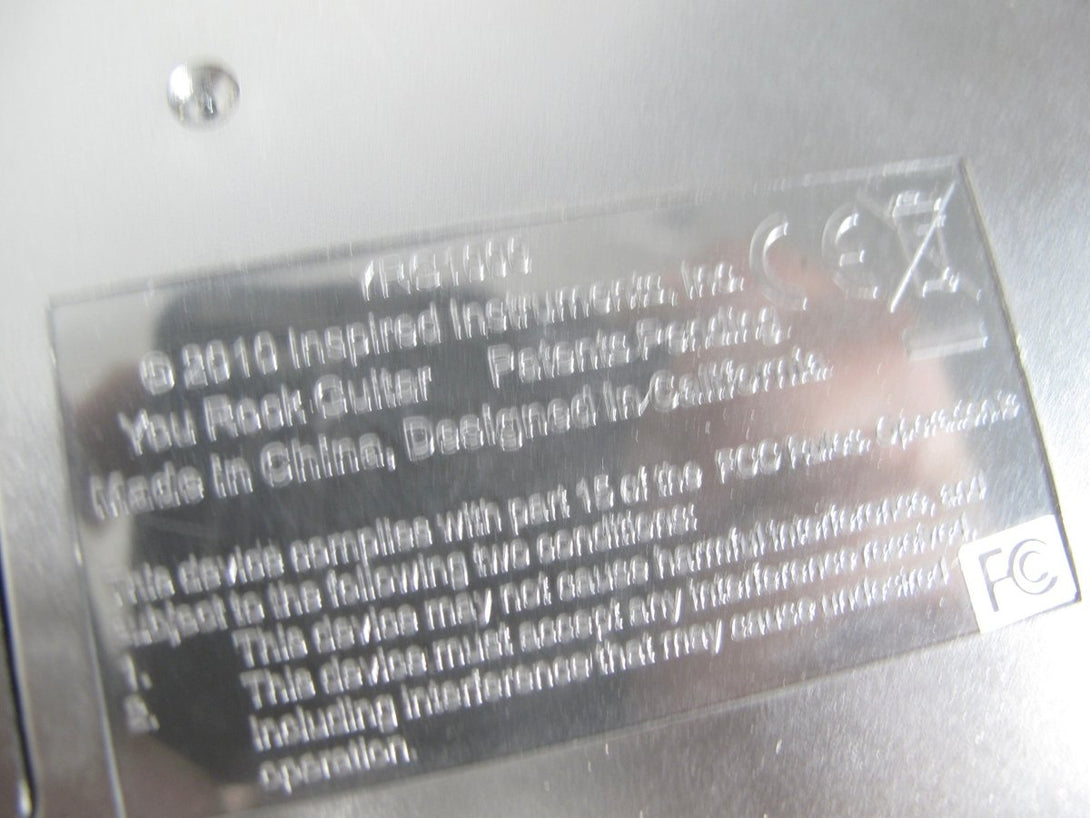 YRG1000
© 2010 Inspired Instruments, Inc.
You Rock Guitar Patents Pending.
Made in China, Designed in California.
This device complies with part 15 of the FCC Rules. Operation is
subject to the following two conditions:
1. This device may not cause harmful interference, and
2. This device must accept any interference received,
including interference that may cause undesired
operation.
CE
FC